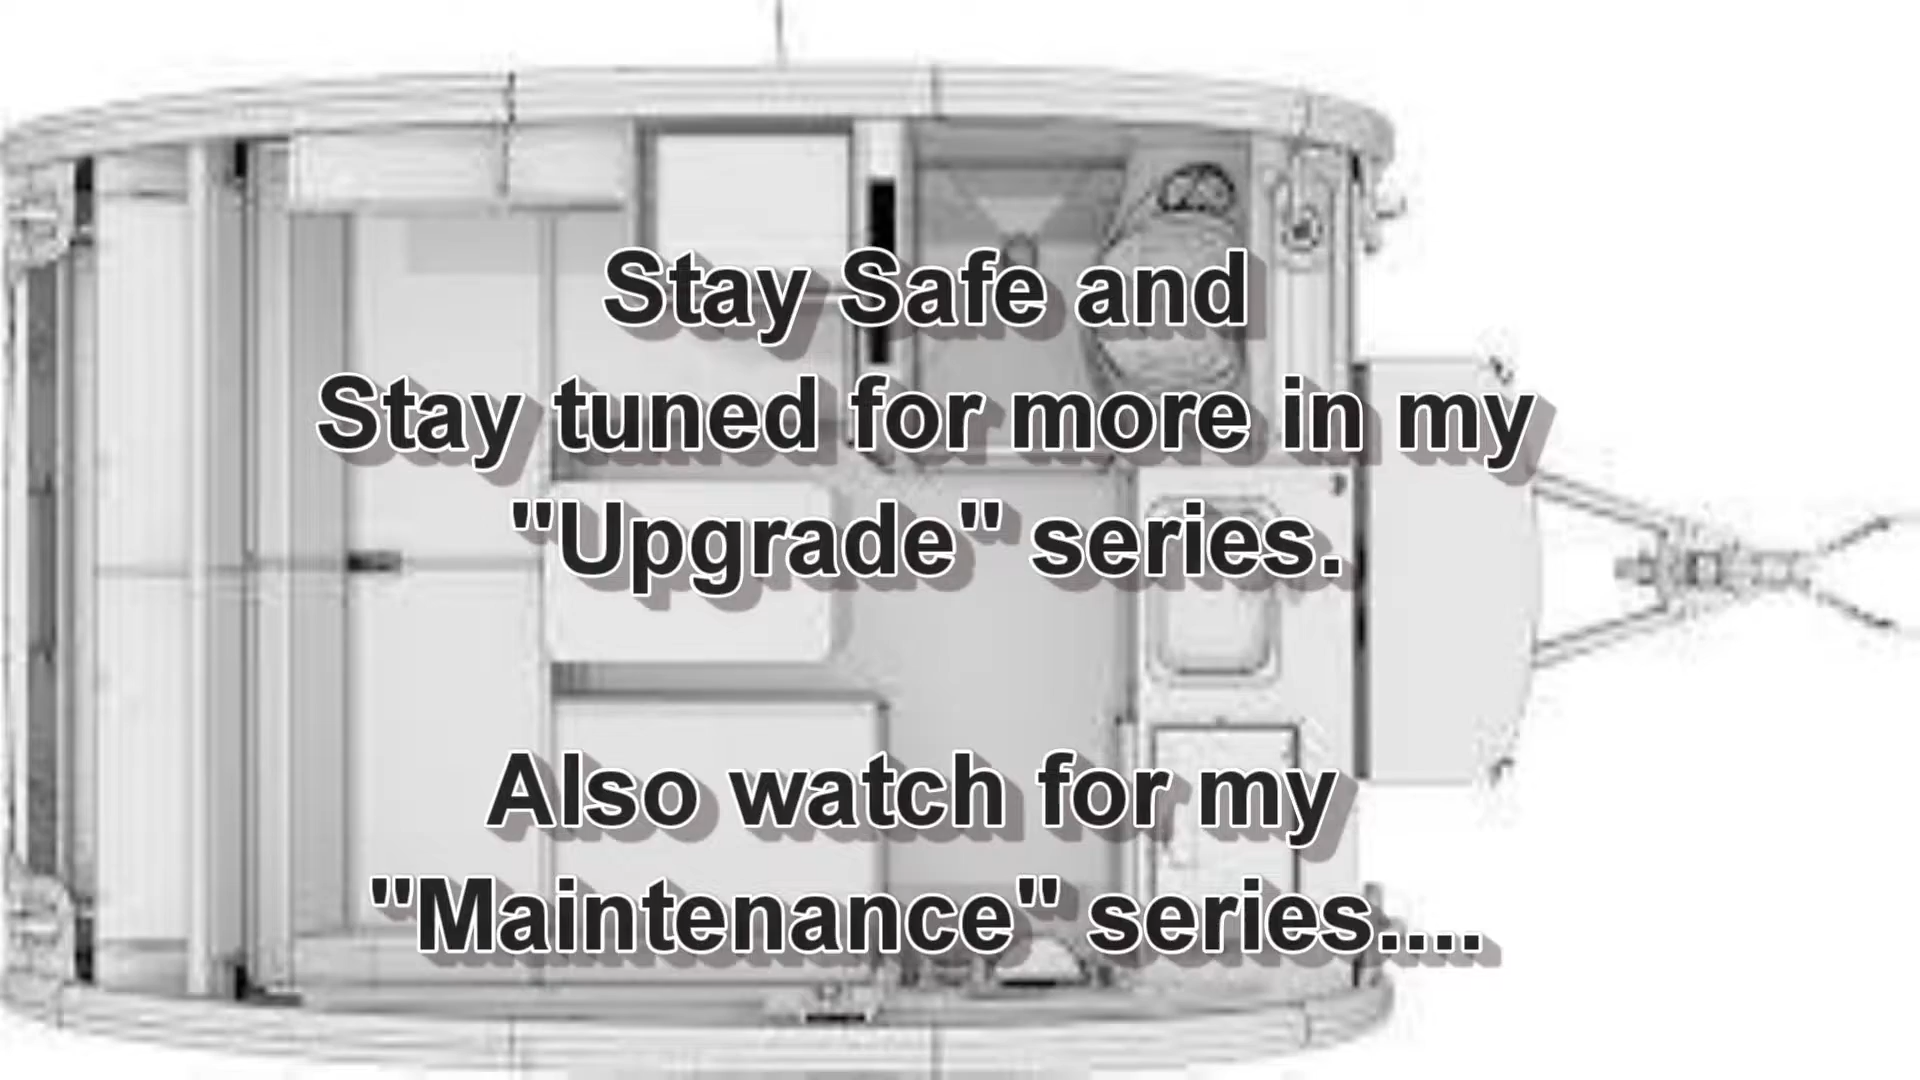 Stay Safe and
Stay tuned for more in my
"Upgrade" series.
Also watch for my
"Maintenance" series....